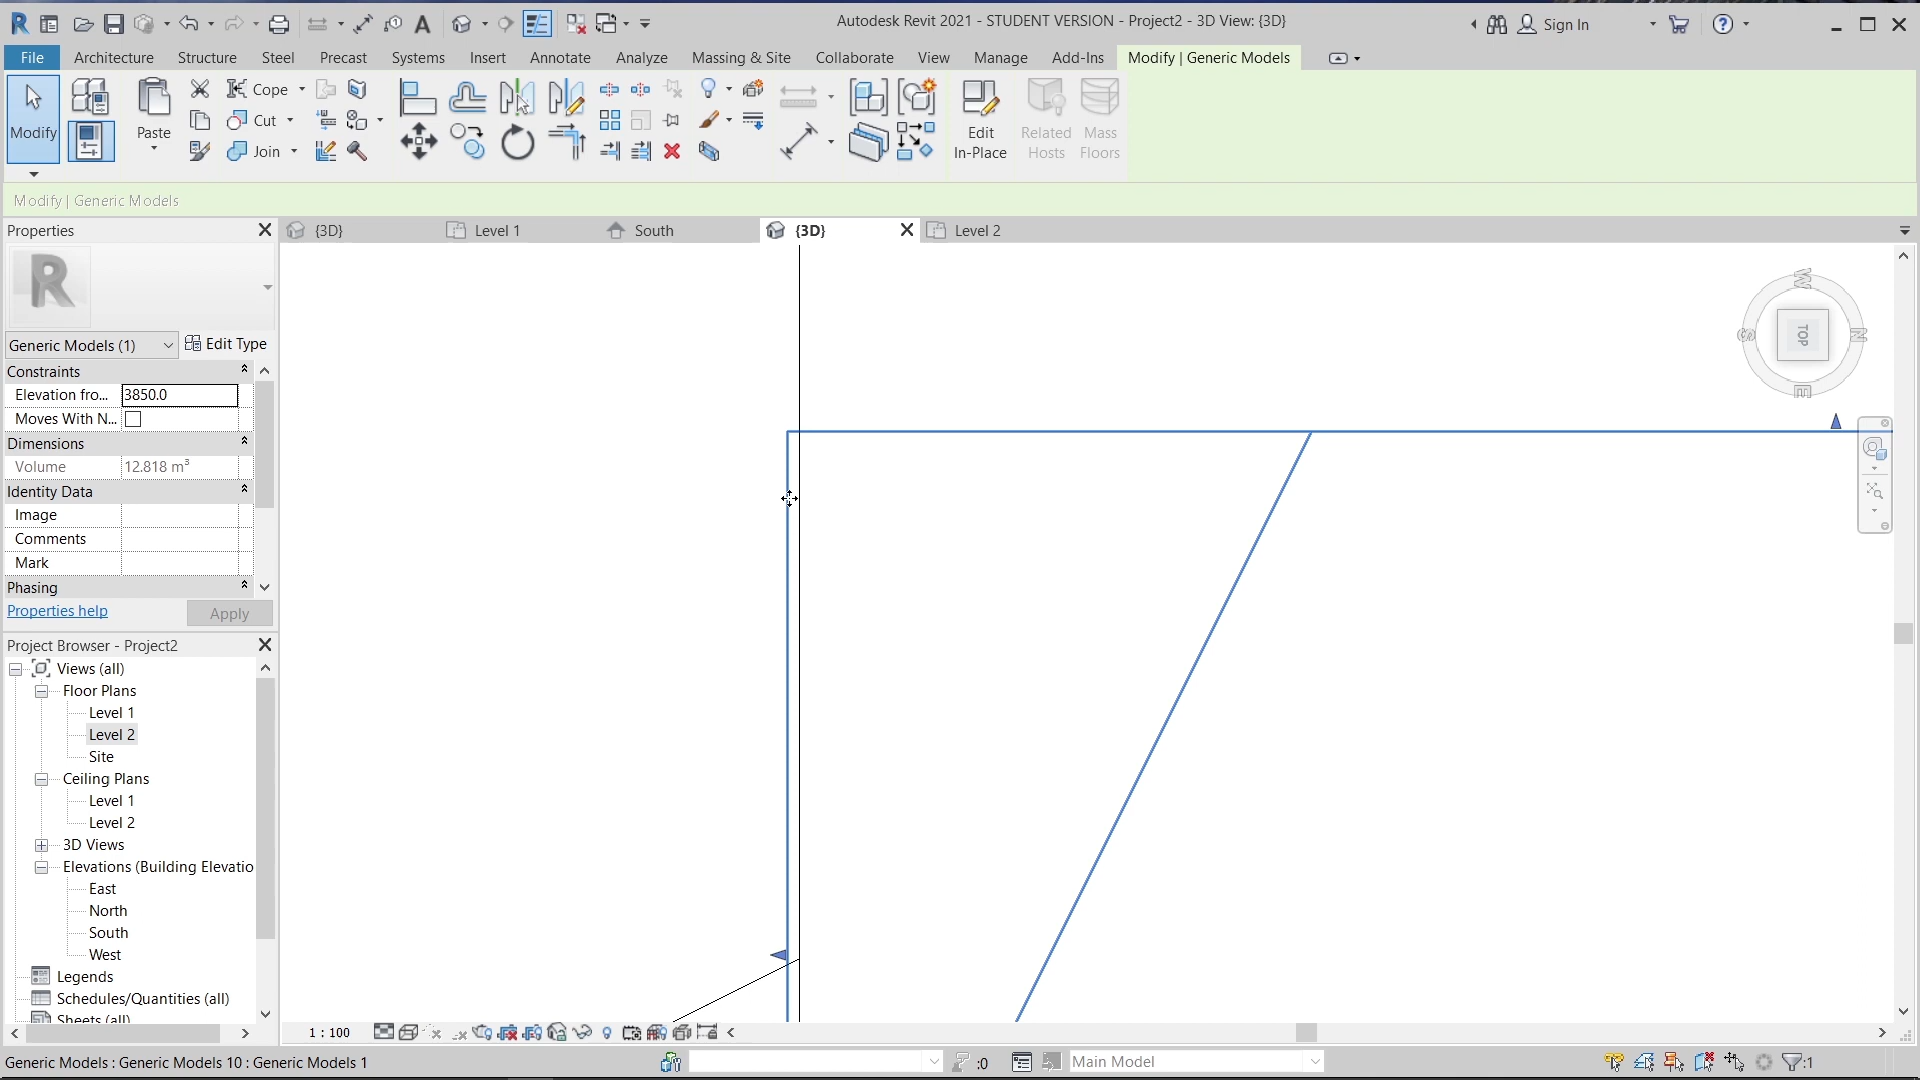 Autodesk Revit 2021 - STUDENT VERSION - Project2 - 3D View: {3D}
Sign In
File Architecture Structure Steel Precast Systems Insert Annotate Analyze Massing & Site Collaborate View Manage Add-Ins Modify | Generic Models
Modify
Paste
Cope
Cut
Join
Edit
In-Place
Related
Hosts
Mass
Floors
Modify | Generic Models
Properties
{3D} Level 1 South {3D} Level 2
R
Generic Models (1) Edit Type
Constraints
Elevation fro... 3850.0
Moves With N...
Dimensions
Volume 12.818 m³
Identity Data
Image
Comments
Mark
Phasing
Properties help Apply
W
S TOP N
E
Project Browser - Project2
Views (all)
Floor Plans
Level 1
Level 2
Site
Ceiling Plans
Level 1
Level 2
3D Views
Elevations (Building Elevatio
East
North
South
West
Legends
Schedules/Quantities (all)
Sheets (all)
1 : 100
Generic Models : Generic Models 10 : Generic Models 1
:0
Main Model
:1